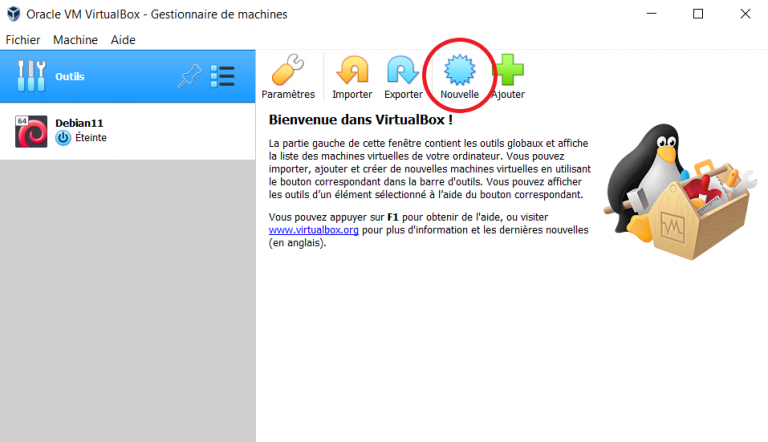 Oracle VM VirtualBox - Gestionnaire de machines
Fichier Machine Aide
Outils
Paramètres Importer Exporter Nouvelle Ajouter
64
Debian11
Éteinte
Bienvenue dans VirtualBox !
La partie gauche de cette fenêtre contient les outils globaux et affiche
la liste des machines virtuelles de votre ordinateur. Vous pouvez
importer, ajouter et créer de nouvelles machines virtuelles en utilisant
le bouton correspondant dans la barre d'outils. Vous pouvez afficher
les outils d'un élément sélectionné à l'aide du bouton correspondant.
Vous pouvez appuyer sur F1 pour obtenir de l'aide, ou visiter
www.virtualbox.org pour plus d'information et les dernières nouvelles
(en anglais).